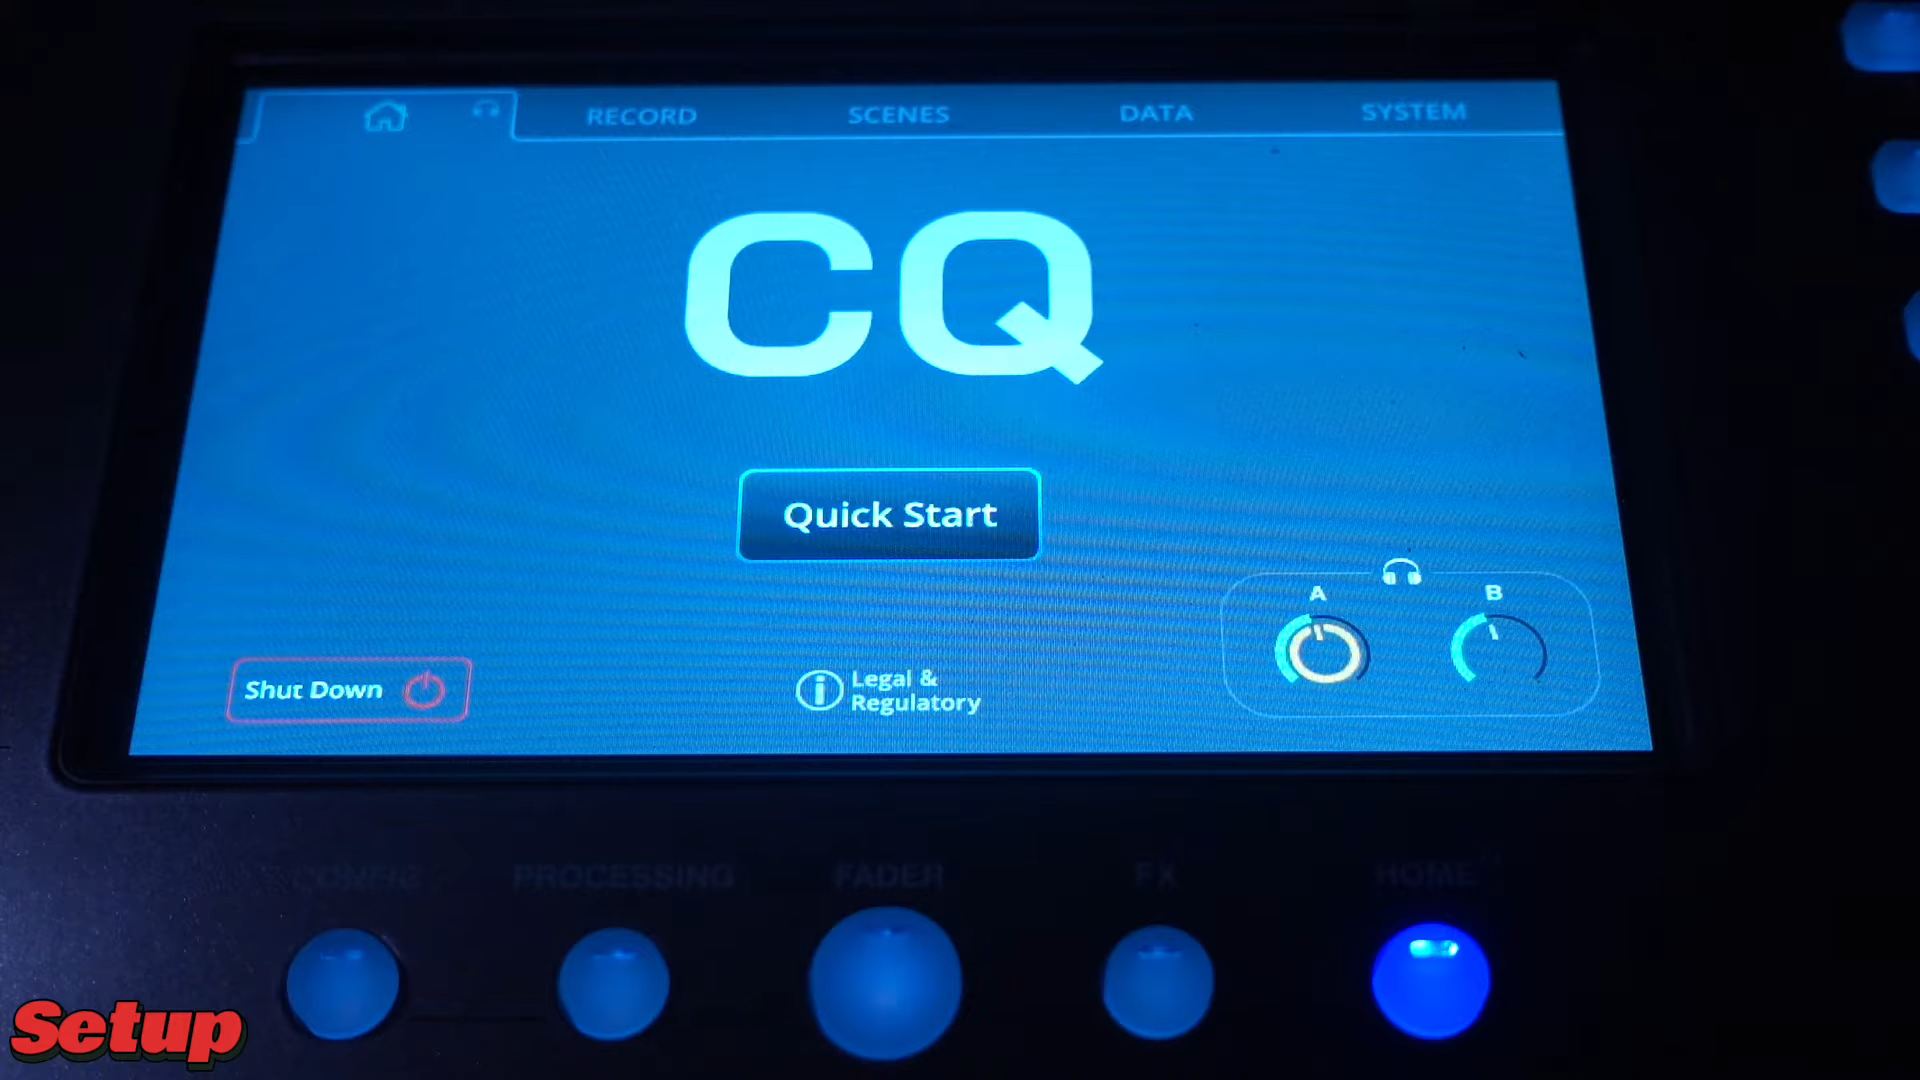 RECORD
SCENES
DATA
SYSTEM
CQ
Quick Start
A
B
Shut Down
Legal &
Regulatory
CONFIG
PROCESSING
FADER
FX
HOME
Setup